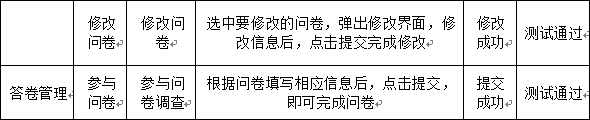 修改问卷
修改问卷
选中要修改的问卷，弹出修改界面，修改信息后，点击提交完成修改
修改成功
测试通过
答卷管理
参与问卷
参与问卷调查
根据问卷填写相应信息后，点击提交，即可完成问卷
提交成功
测试通过